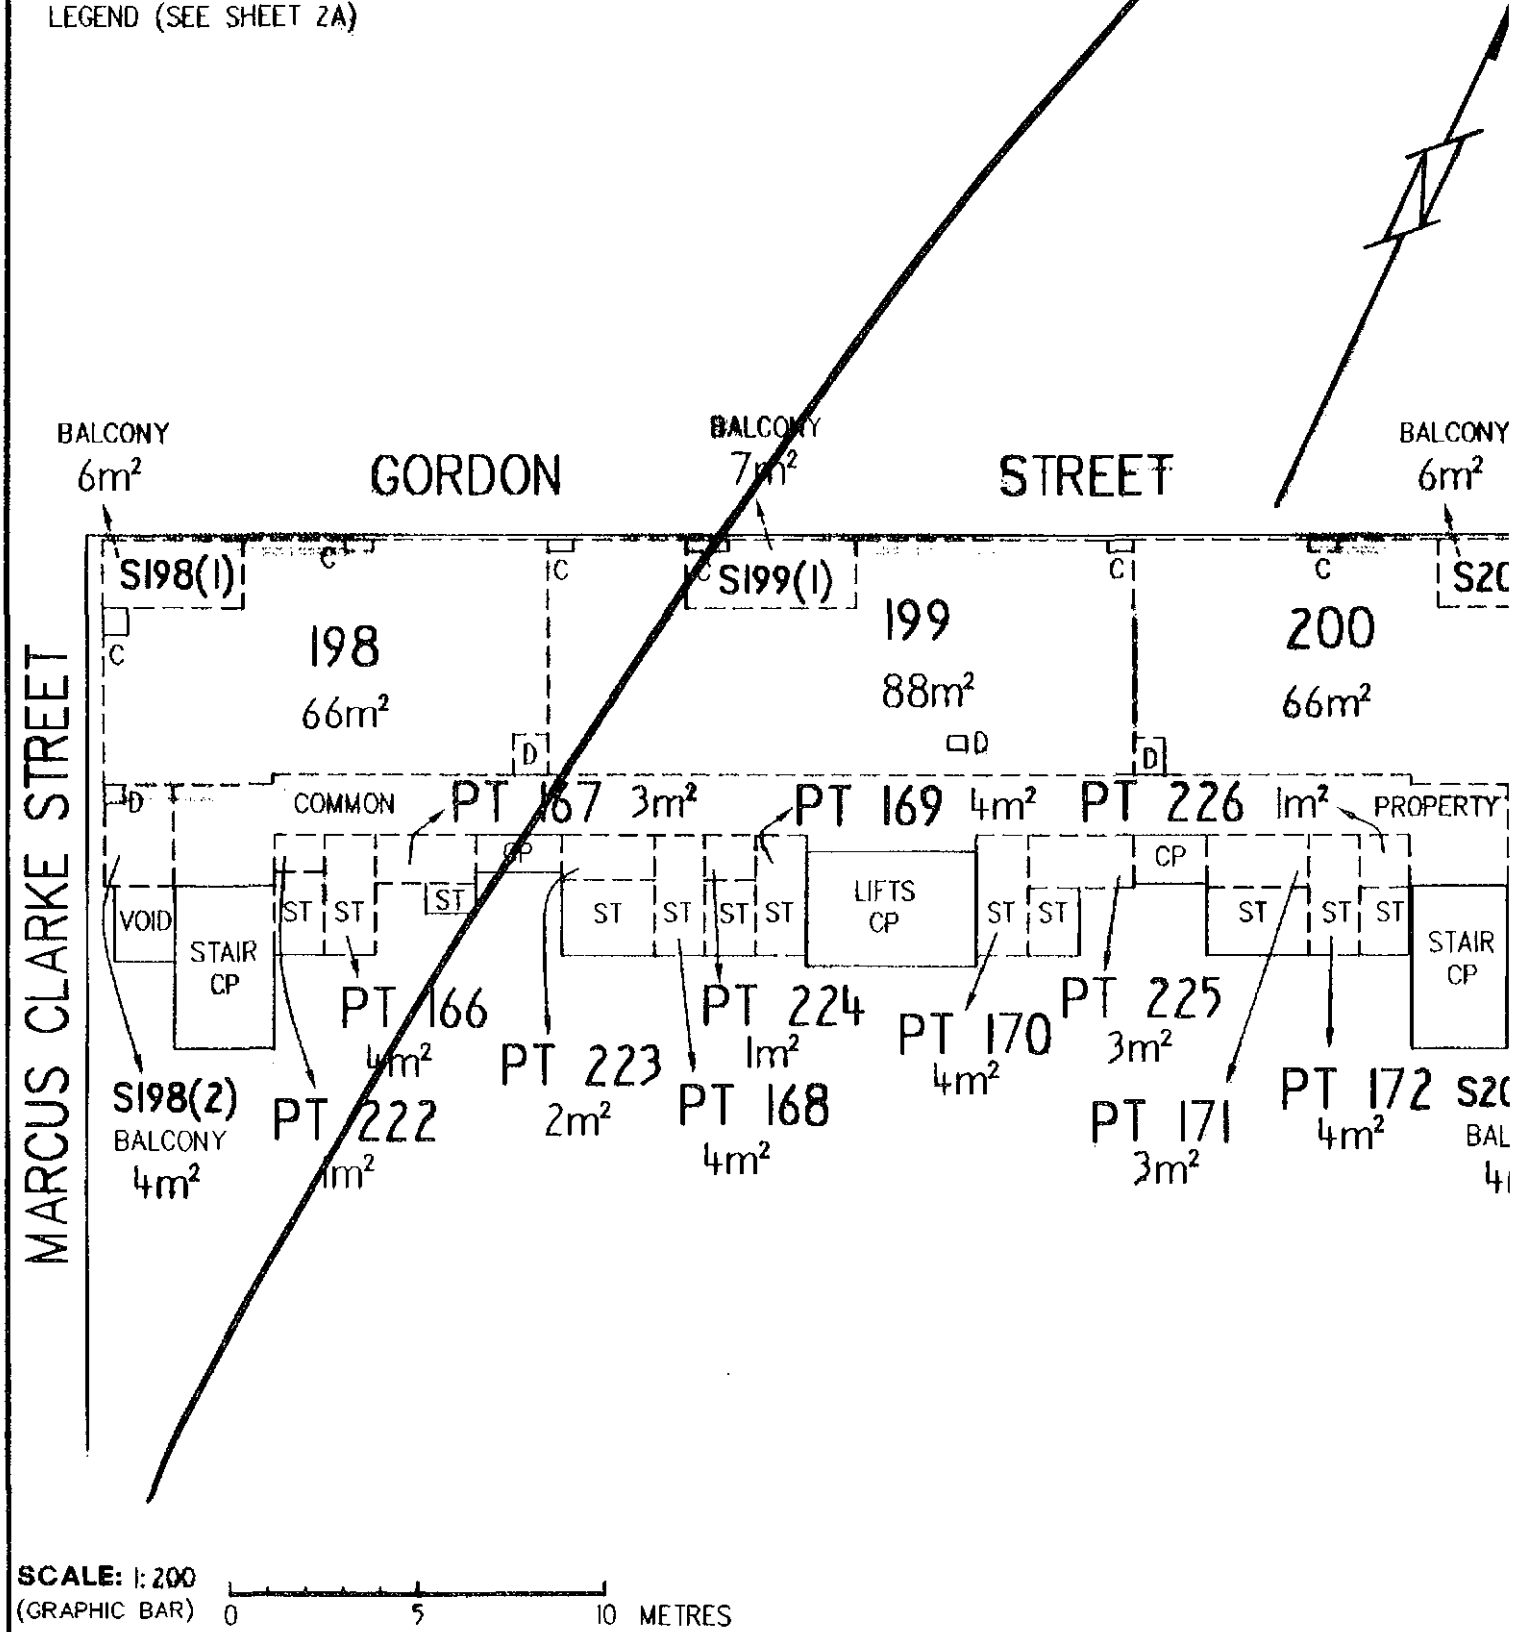 LEGEND (SEE SHEET 2A)
BALCONY
6m²
GORDON
BALCONY
7m²
STREET
BALCONY
6m²
S198(1)
C
C
C
S199(1)
C
C
S20
C
198
66m²
199
88m²
200
66m²
D
D
D
D
COMMON
PT 167 3m²
PT 169 4m²
PT 226 1m²
PROPERTY
CP
CP
VOID
STAIR
CP
ST
ST
ST
ST
ST
ST
ST
LIFTS
CP
ST
ST
ST
ST
ST
STAIR
CP
PT 166
4m²
PT 223
2m²
PT 224
1m²
PT 168
4m²
PT 170
4m²
PT 225
3m²
PT 171
3m²
PT 172
4m²
S198(2)
BALCONY
4m²
PT 222
1m²
S20
BAL
MARCUS CLARKE STREET
SCALE: 1:200
(GRAPHIC BAR)
0 5 10 METRES